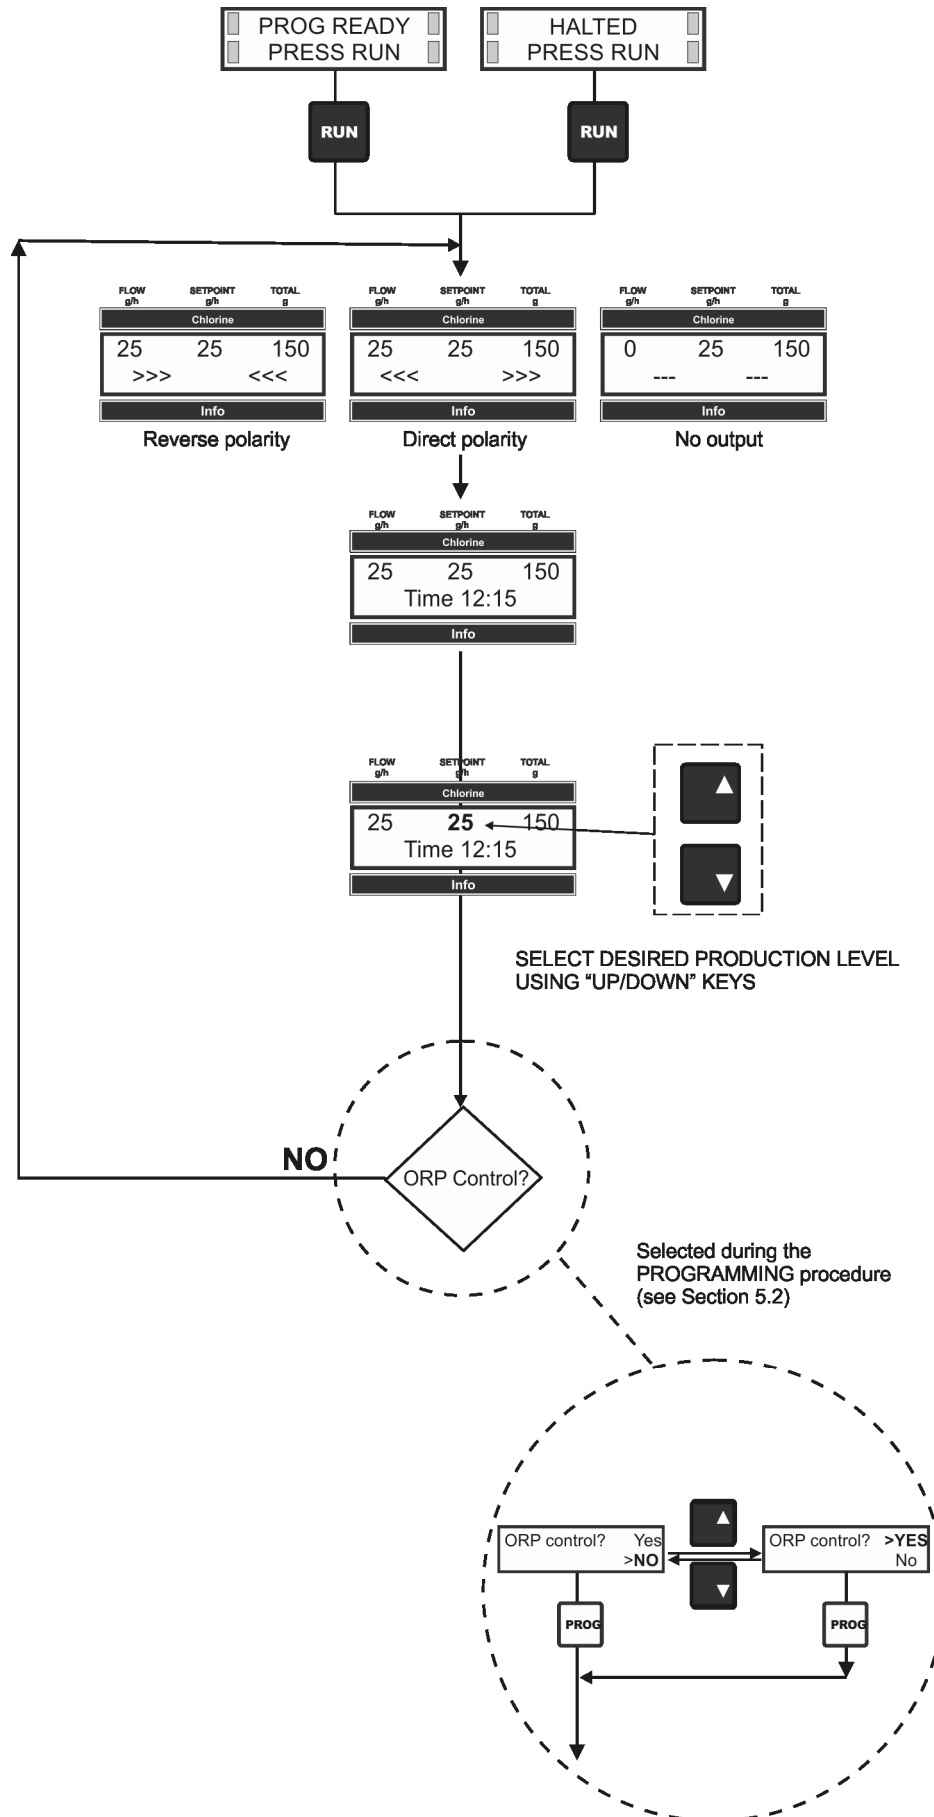 PROG READY
PRESS RUN
HALTED
PRESS RUN
RUN
RUN
FLOW SETPOINT TOTAL
g/h g/h g
Chlorine
25 25 150
>>> <<<
Info
Reverse polarity
FLOW SETPOINT TOTAL
g/h g/h g
Chlorine
25 25 150
<<< >>>
Info
Direct polarity
FLOW SETPOINT TOTAL
g/h g/h g
Chlorine
0 25 150
--- ---
Info
No output
FLOW SETPOINT TOTAL
g/h g/h g
Chlorine
25 25 150
Time 12:15
Info
FLOW SETPOINT TOTAL
g/h g/h g
Chlorine
25 25 150
Time 12:15
Info
SELECT DESIRED PRODUCTION LEVEL
USING “UP/DOWN” KEYS
NO
ORP Control?
Selected during the
PROGRAMMING procedure
(see Section 5.2)
ORP control? Yes
>NO
ORP control? >YES
No
PROG
PROG